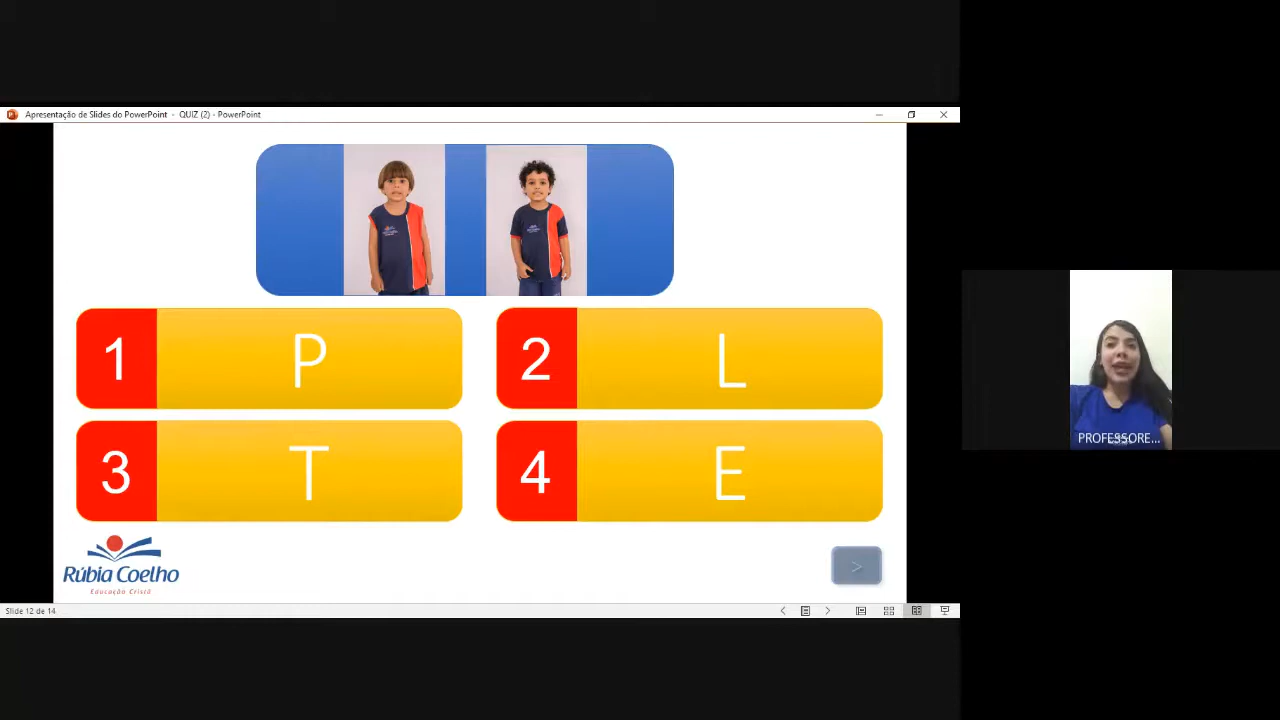 Apresentação de Slides do PowerPoint - QUIZ (2) - PowerPoint
1 P
2 L
3 T
4 E
Rúbia Coelho
Educação Cristã
>
Slide 12 de 14
PROFESSORE...